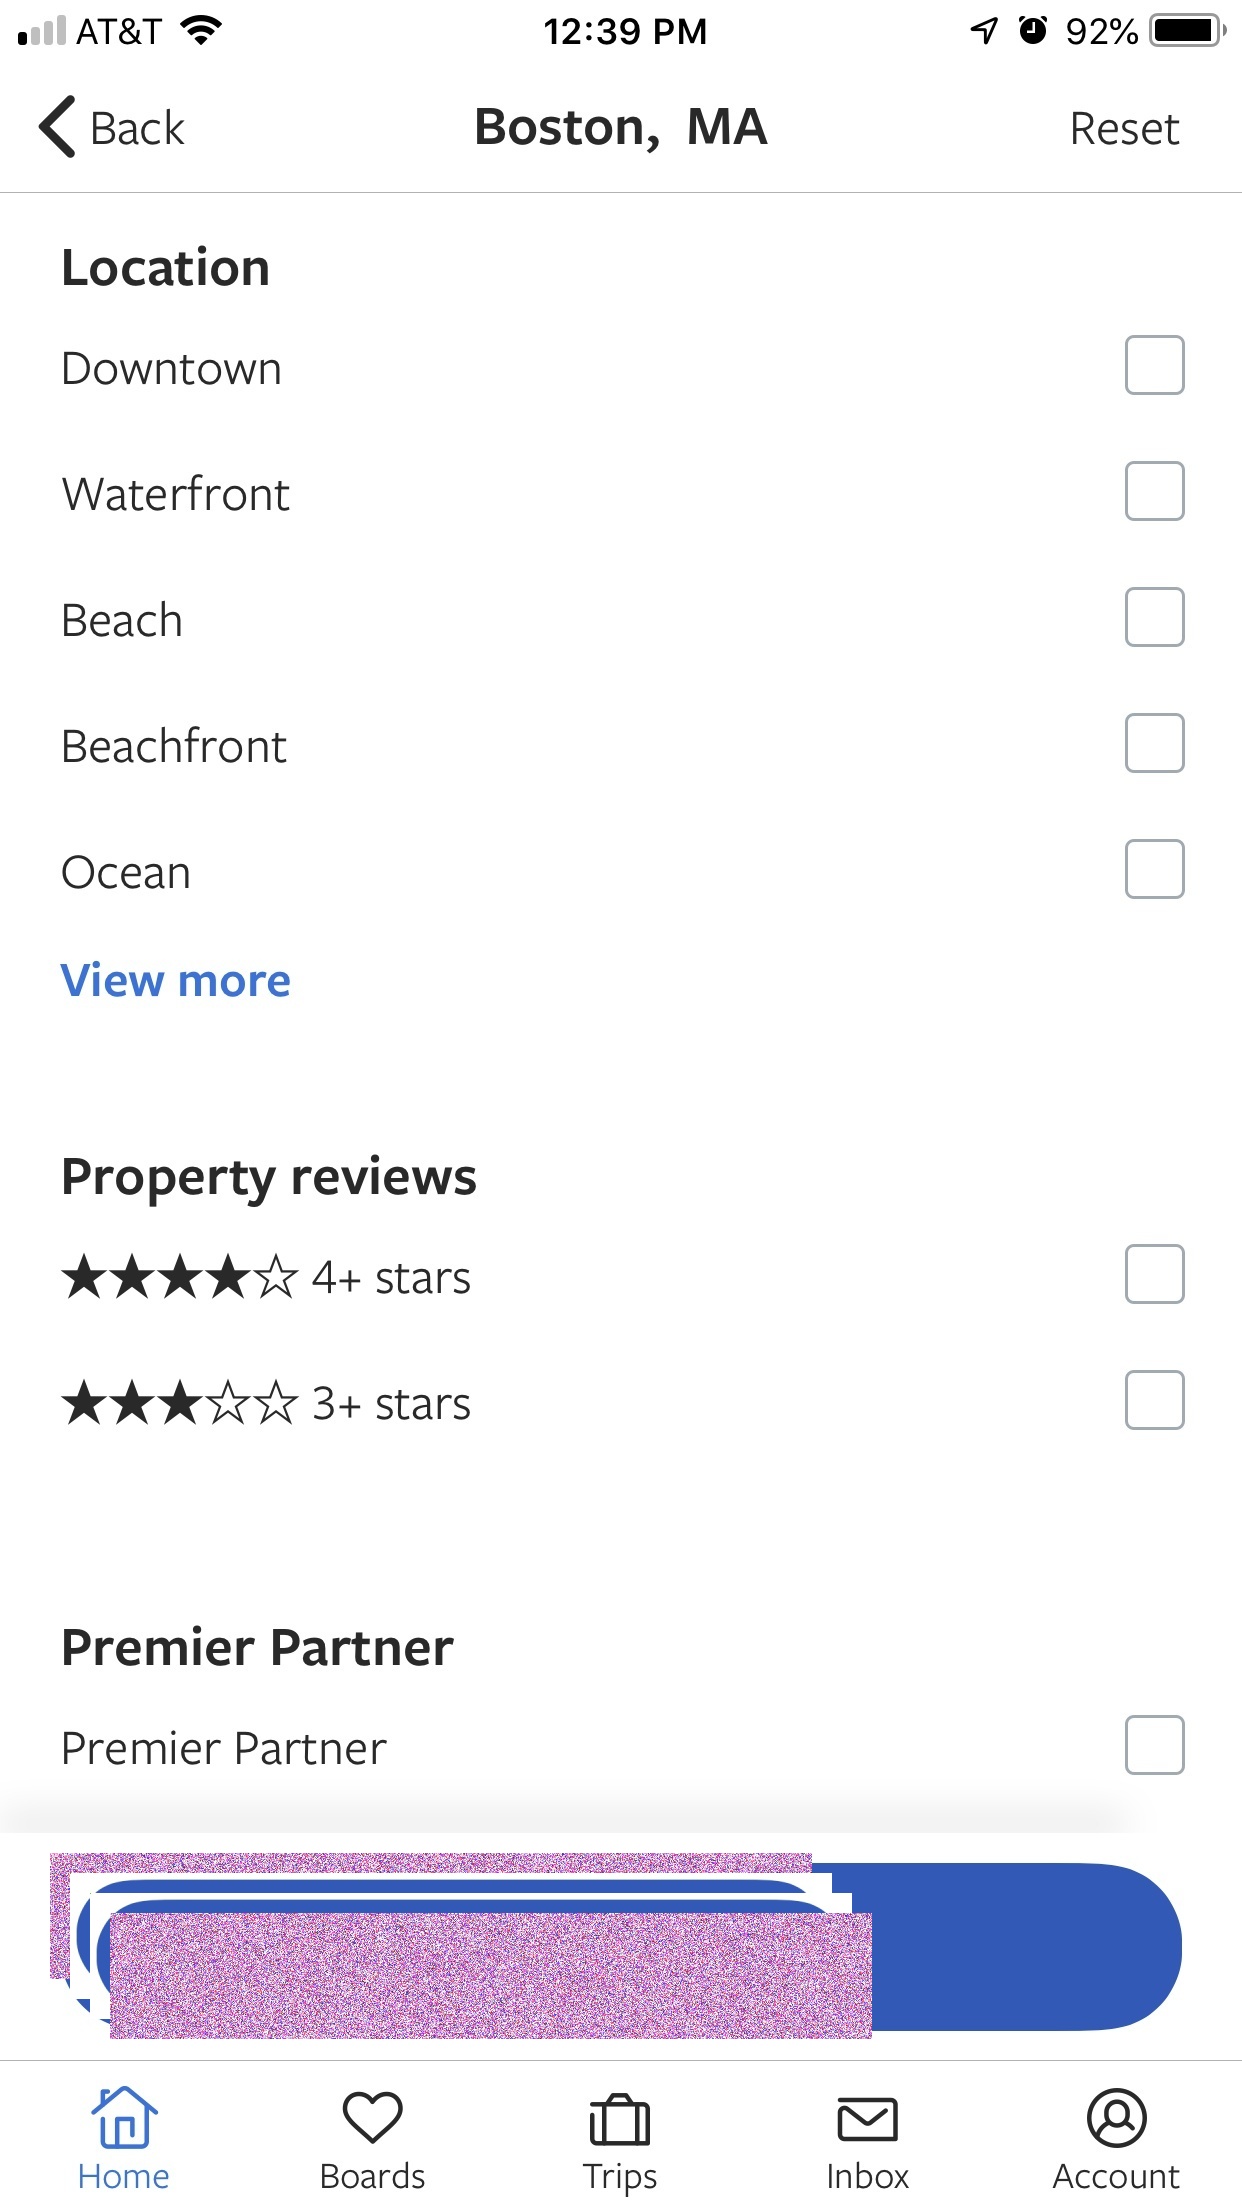 AT&T 12:39 PM 92%
Back Boston, MA Reset
Location
Downtown
Waterfront
Beach
Beachfront
Ocean
View more
Property reviews
★★★★☆ 4+ stars
★★★☆☆ 3+ stars
Premier Partner
Premier Partner
Home Boards Trips Inbox Account